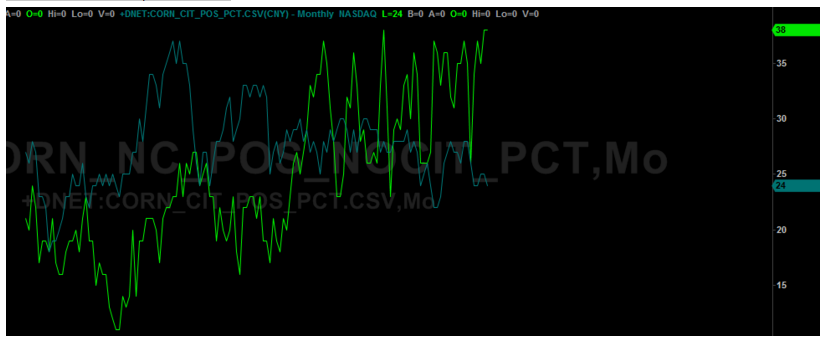 A=0 O=0 Hi=0 Lo=0 V=0 +DNET:CORN_CIT_POS_PCT.CSV(CNY) - Monthly NASDAQ L=24 B=0 A=0 O=0 Hi=0 Lo=0 V=0
38
35
30
ORN_NC_POS_NOCIT_PCT,Mo
25
24
+DNET:CORN_CIT_POS_PCT.CSV,Mo
20
15